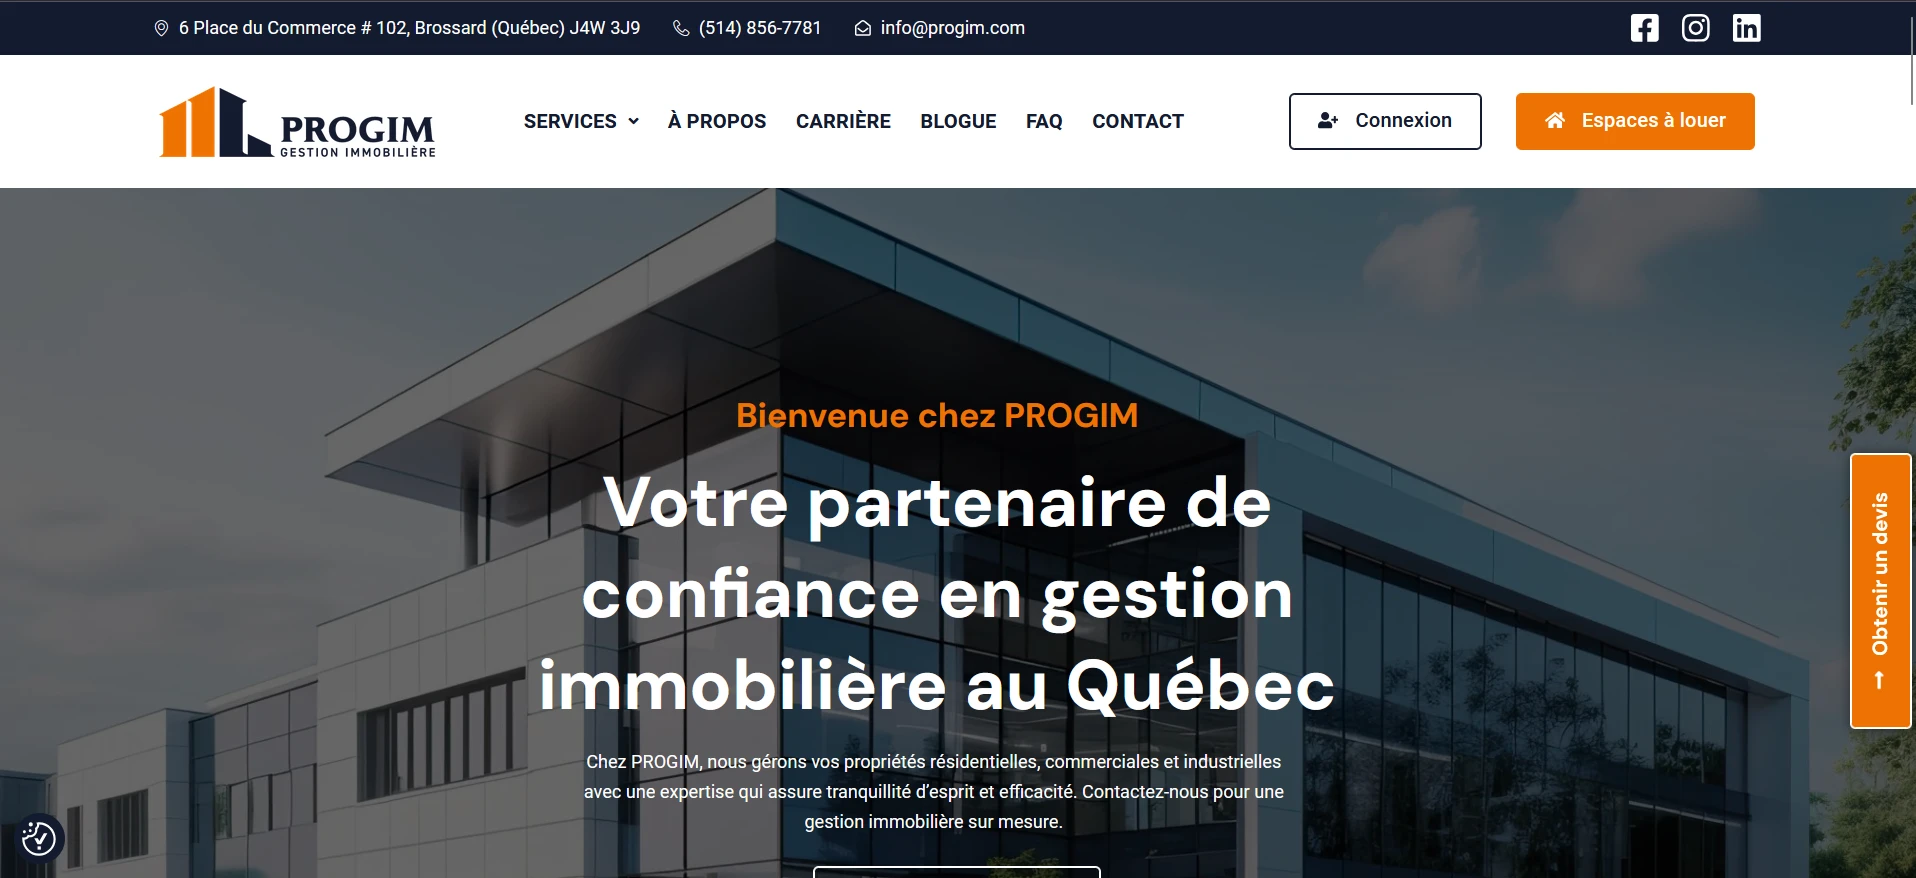 6 Place du Commerce # 102, Brossard (Québec) J4W 3J9
(514) 856-7781
info@progim.com
PROGIM
GESTION IMMOBILIÈRE
SERVICES
À PROPOS
CARRIÈRE
BLOGUE
FAQ
CONTACT
Connexion
Espaces à louer
Bienvenue chez PROGIM
Votre partenaire de
confiance en gestion
immobilière au Québec
Chez PROGIM, nous gérons vos propriétés résidentielles, commerciales et industrielles
avec une expertise qui assure tranquillité d’esprit et efficacité. Contactez-nous pour une
gestion immobilière sur mesure.
Obtenir un devis